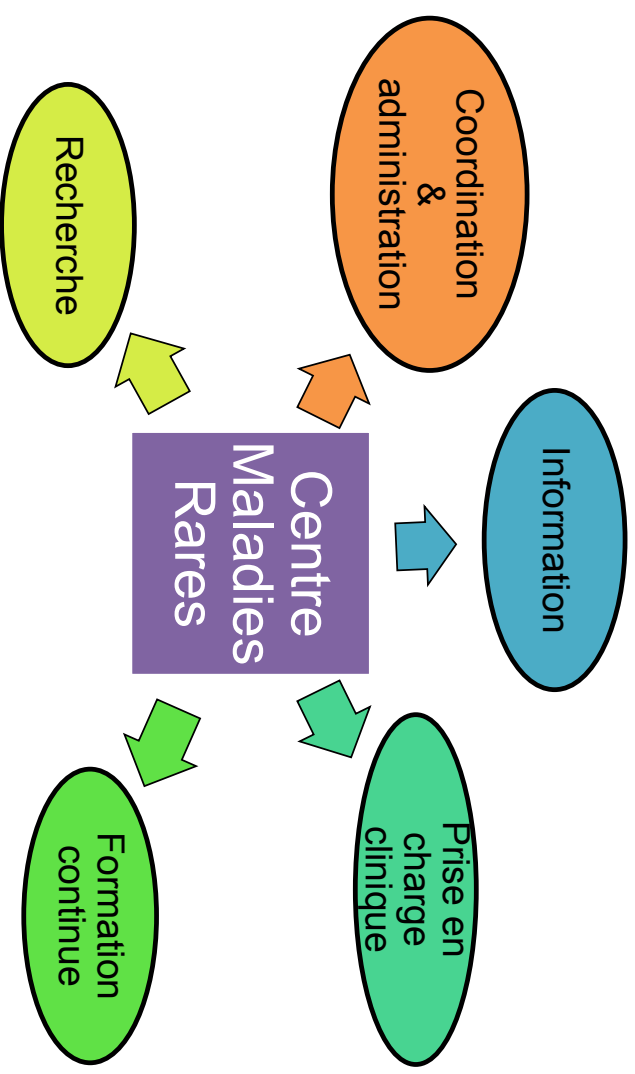 Information
Coordination
&
administration
Prise en
charge
clinique
Centre
Maladies
Rares
Recherche
Formation
continue